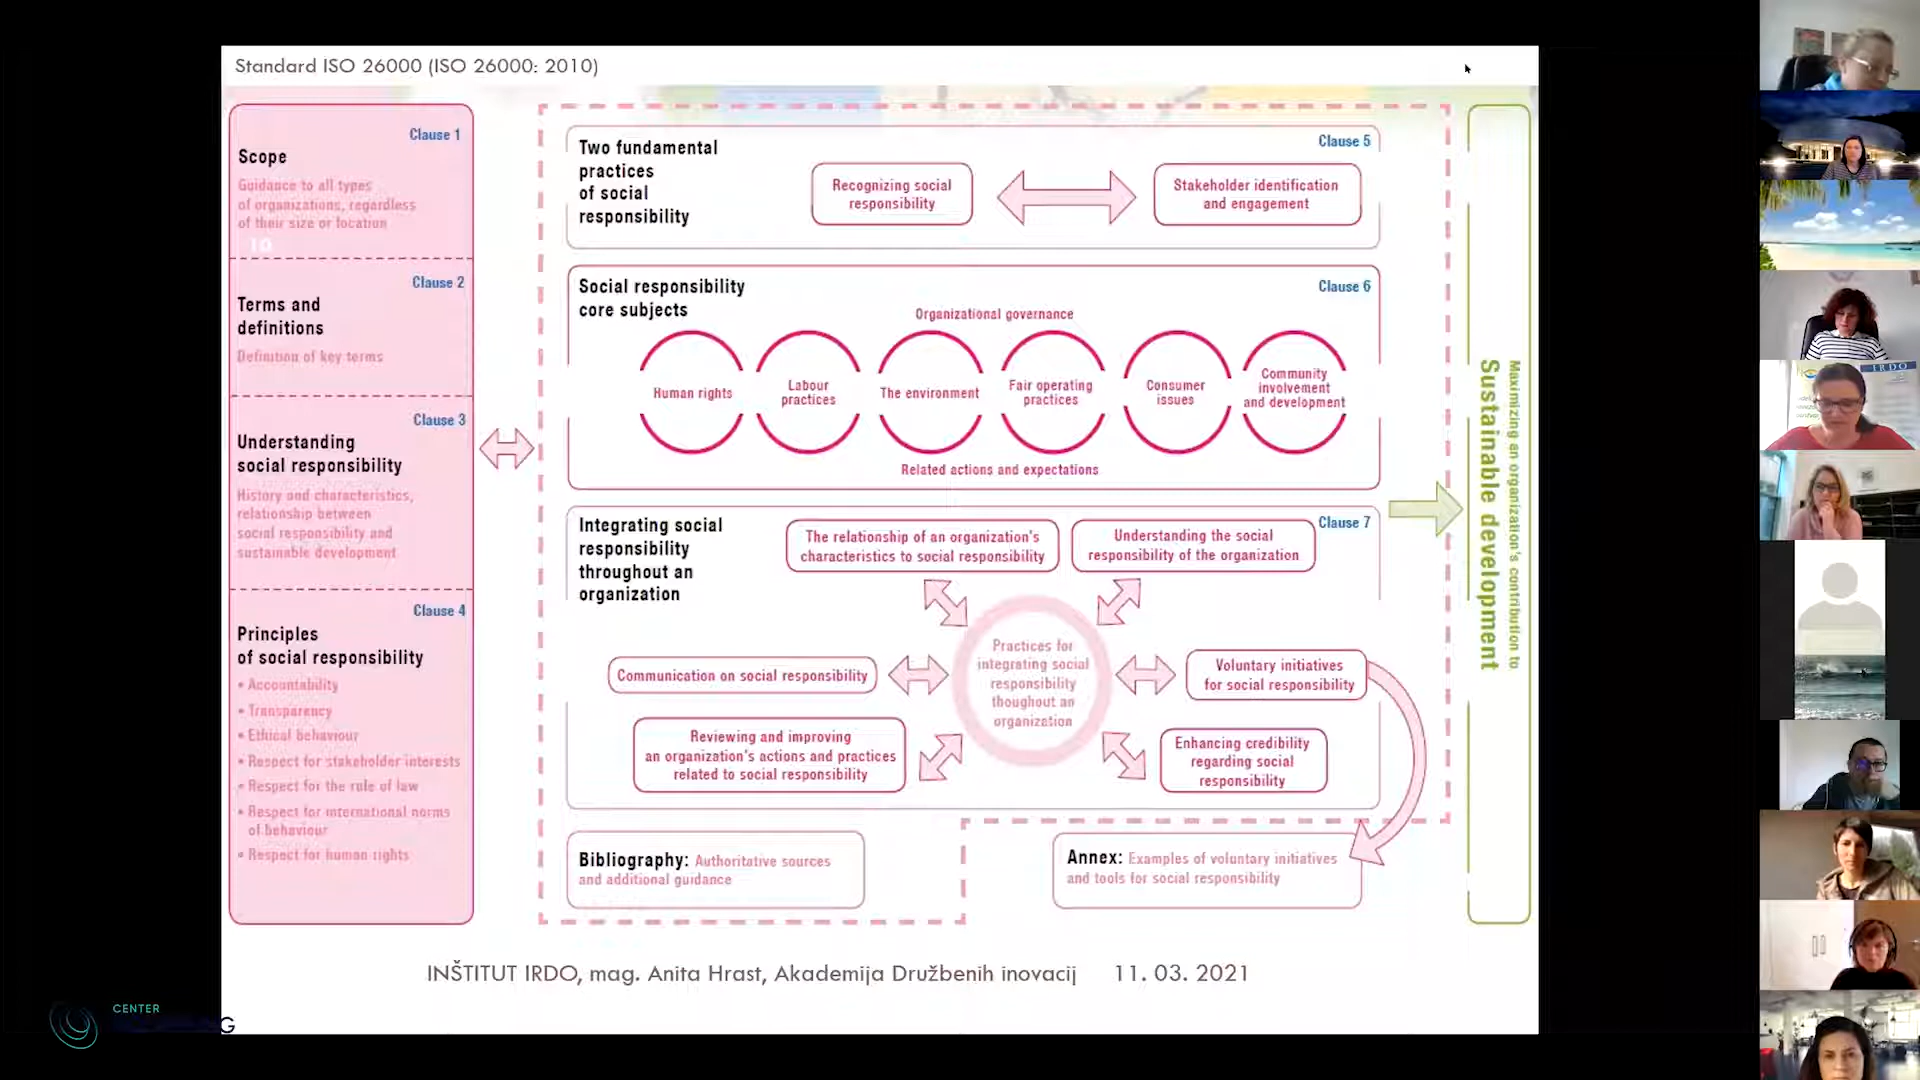 Standard ISO 26000 (ISO 26000: 2010)
Clause 1
Scope
Guidance to all types
of organizations, regardless
of their size or location
10
Clause 2
Terms and
definitions
Definition of key terms
Clause 3
Understanding
social responsibility
History and characteristics,
relationship between
social responsibility and
sustainable development
Clause 4
Principles
of social responsibility
• Accountability
• Transparency
• Ethical behaviour
• Respect for stakeholder interests
• Respect for the rule of law
• Respect for international norms
of behaviour
• Respect for human rights
Clause 5
Two fundamental
practices
of social
responsibility
Recognizing social
responsibility
Stakeholder identification
and engagement
Clause 6
Social responsibility
core subjects
Organizational governance
Human rights
Labour
practices
The environment
Fair operating
practices
Consumer
issues
Community
involvement
and development
Related actions and expectations
Clause 7
Integrating social
responsibility
throughout an
organization
The relationship of an organization's
characteristics to social responsibility
Understanding the social
responsibility of the organization
Practices for
integrating social
responsibility
thoughout an
organization
Communication on social responsibility
Voluntary initiatives
for social responsibility
Reviewing and improving
an organization's actions and practices
related to social responsibility
Enhancing credibility
regarding social
responsibility
Bibliography: Authoritative sources
and additional guidance
Annex: Examples of voluntary initiatives
and tools for social responsibility
Maximizing an organization's contribution to
Sustainable development
INŠTITUT IRDO, mag. Anita Hrast, Akademija Družbenih inovacij 11. 03. 2021
CENTER
G
IRDO